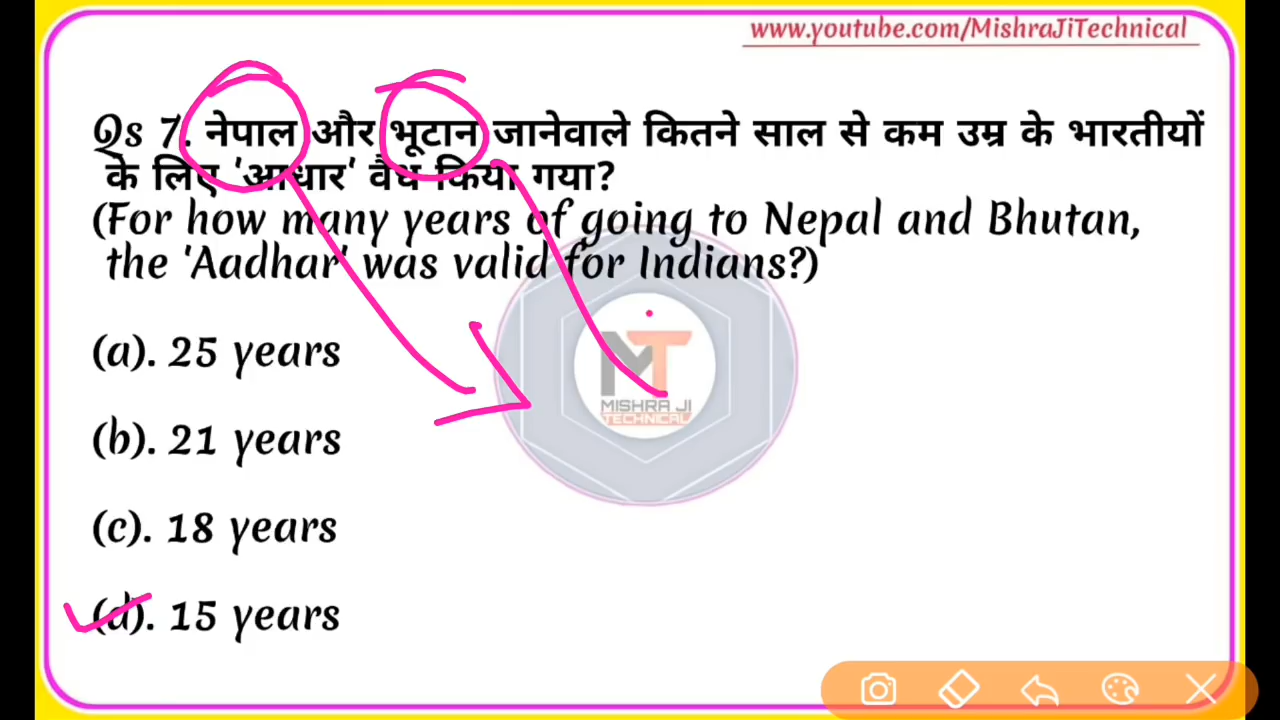 www.youtube.com/MishraJiTechnical
Qs 7. नेपाल और भूटान जानेवाले कितने साल से कम उम्र के भारतीयों
के लिए 'आधार' वैध किया गया?
(For how many years of going to Nepal and Bhutan,
the 'Aadhar' was valid for Indians?)
MT
MISHRA JI
TECHNICAL
(a). 25 years
(b). 21 years
(c). 18 years
(d). 15 years